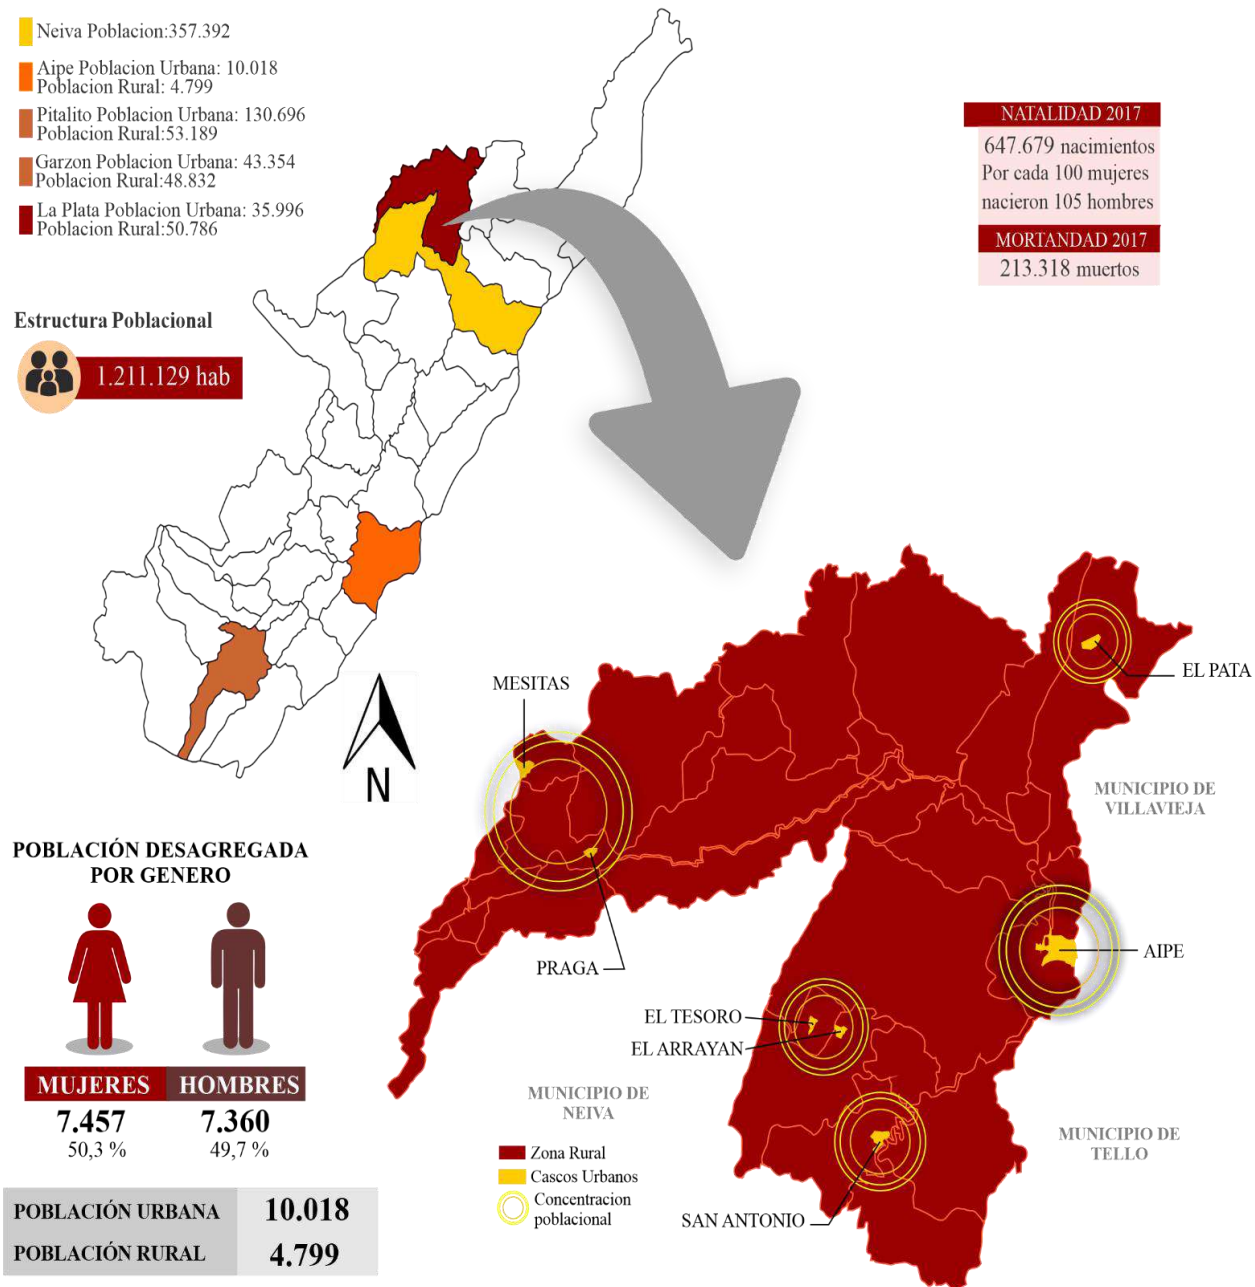 Neiva Poblacion:357.392
Aipe Poblacion Urbana: 10.018
Poblacion Rural: 4.799
Pitalito Poblacion Urbana: 130.696
Poblacion Rural:53.189
Garzon Poblacion Urbana: 43.354
Poblacion Rural:48.832
La Plata Poblacion Urbana: 35.996
Poblacion Rural:50.786
NATALIDAD 2017
647.679 nacimientos
Por cada 100 mujeres
nacieron 105 hombres
MORTANDAD 2017
213.318 muertos
Estructura Poblacional
1.211.129 hab
N
MESITAS
EL PATA
MUNICIPIO DE
VILLAVIEJA
AIPE
PRAGA
EL TESORO
EL ARRAYAN
MUNICIPIO DE
NEIVA
MUNICIPIO DE
TELLO
SAN ANTONIO
Zona Rural
Cascos Urbanos
Concentracion
poblacional
POBLACIÓN DESAGREGADA
POR GENERO
MUJERES HOMBRES
7.457 7.360
50,3 % 49,7 %
POBLACIÓN URBANA 10.018
POBLACIÓN RURAL 4.799